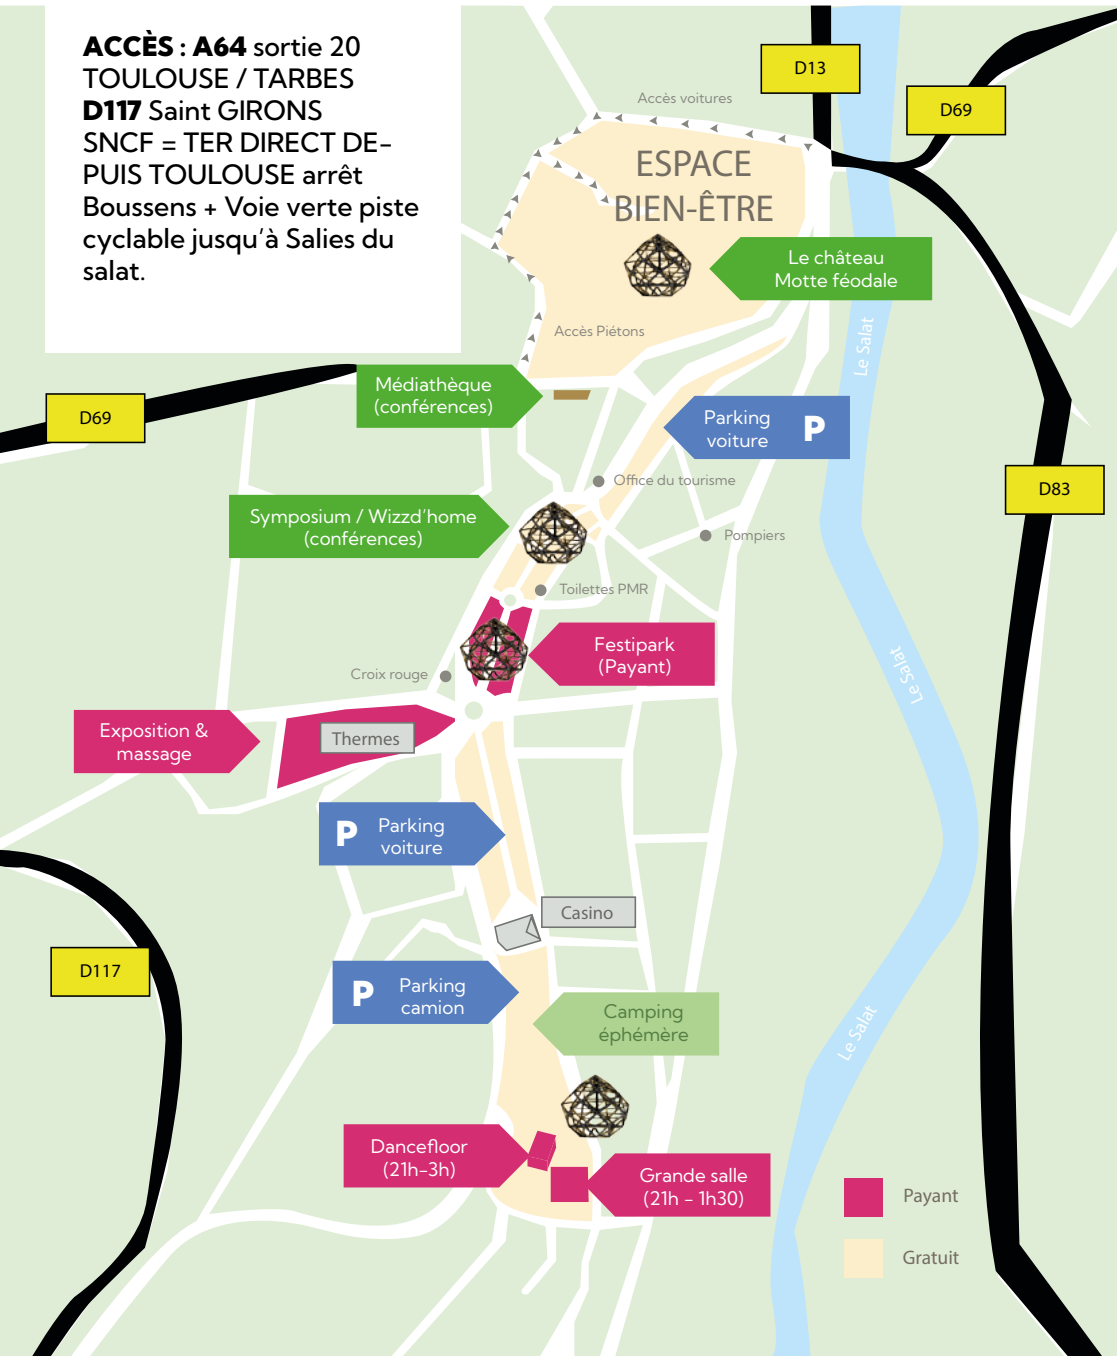 ACCÈS : A64 sortie 20
TOULOUSE / TARBES
D117 Saint GIRONS
SNCF = TER DIRECT DE-
PUIS TOULOUSE arrêt
Boussens + Voie verte piste
cyclable jusqu'à Salies du
salat.
D13
D69
Accès voitures
ESPACE
BIEN-ÊTRE
Le château
Motte féodale
Accès Piétons
Le Salat
Médiathèque
(conférences)
D69
Parking
voiture
P
Office du tourisme
D83
Symposium / Wizzd'home
(conférences)
Pompiers
Toilettes PMR
Festipark
(Payant)
Le Salat
Croix rouge
Exposition &
massage
Thermes
P
Parking
voiture
Casino
D117
P
Parking
camion
Camping
éphémère
Le Salat
Dancefloor
(21h-3h)
Grande salle
(21h - 1h30)
Payant
Gratuit